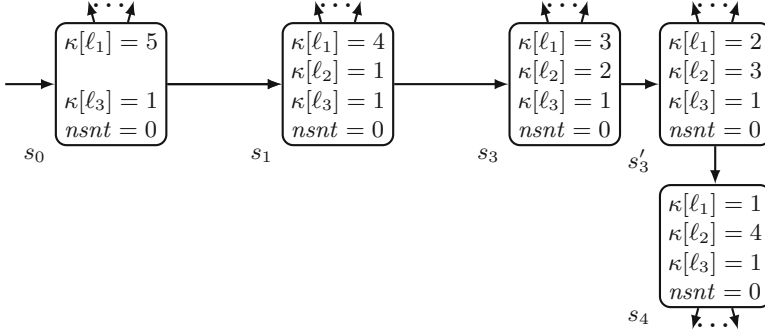 ··· ··· ··· ···
κ[ℓ₁] = 5
κ[ℓ₃] = 1
nsnt = 0
s₀
κ[ℓ₁] = 4
κ[ℓ₂] = 1
κ[ℓ₃] = 1
nsnt = 0
s₁
κ[ℓ₁] = 3
κ[ℓ₂] = 2
κ[ℓ₃] = 1
nsnt = 0
s₃
κ[ℓ₁] = 2
κ[ℓ₂] = 3
κ[ℓ₃] = 1
nsnt = 0
s′₃
κ[ℓ₁] = 1
κ[ℓ₂] = 4
κ[ℓ₃] = 1
nsnt = 0
s₄
···